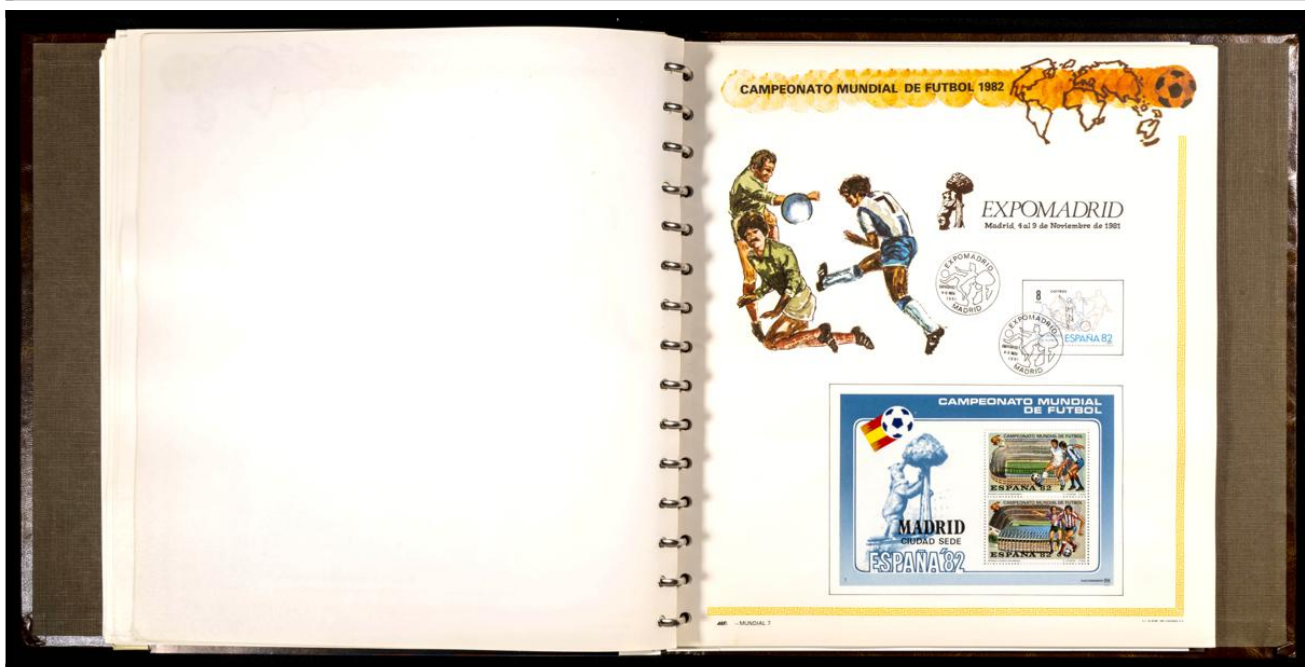 CAMPEONATO MUNDIAL DE FUTBOL 1982
EXPOMADRID
Madrid, 4 al 9 de Noviembre de 1981
EXPOMADRID
MADRID
8
CORREOS
ESPAÑA 82
EXPOMADRID
MADRID
CAMPEONATO MUNDIAL
DE FUTBOL
CAMPEONATO MUNDIAL DE FUTBOL
ESPAÑA 82
CAMPEONATO MUNDIAL DE FUTBOL
ESPAÑA 82
MADRID
CIUDAD SEDE
ESPAÑA'82
- MUNDIAL 7